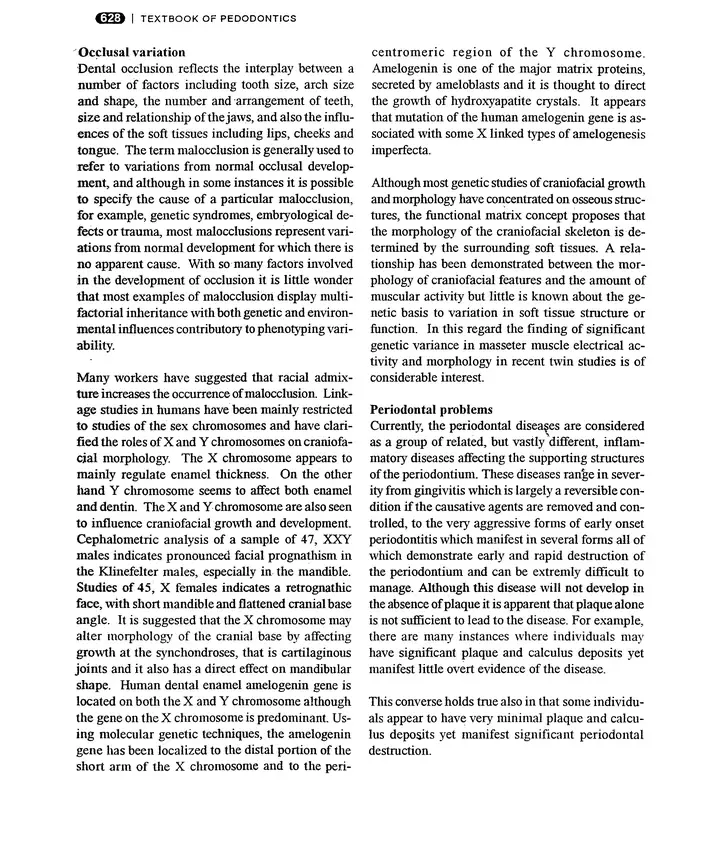 628 | TEXTBOOK OF PEDODONTICS
Occlusal variation
Dental occlusion reflects the interplay between a
number of factors including tooth size, arch size
and shape, the number and arrangement of teeth,
size and relationship of the jaws, and also the influ-
ences of the soft tissues including lips, cheeks and
tongue. The term malocclusion is generally used to
refer to variations from normal occlusal develop-
ment, and although in some instances it is possible
to specify the cause of a particular malocclusion,
for example, genetic syndromes, embryological de-
fects or trauma, most malocclusions represent vari-
ations from normal development for which there is
no apparent cause. With so many factors involved
in the development of occlusion it is little wonder
that most examples of malocclusion display multi-
factorial inheritance with both genetic and environ-
mental influences contributory to phenotyping vari-
ability.
Many workers have suggested that racial admix-
ture increases the occurrence of malocclusion. Link-
age studies in humans have been mainly restricted
to studies of the sex chromosomes and have clari-
fied the roles of X and Y chromosomes on craniofa-
cial morphology. The X chromosome appears to
mainly regulate enamel thickness. On the other
hand Y chromosome seems to affect both enamel
and dentin. The X and Y chromosome are also seen
to influence craniofacial growth and development.
Cephalometric analysis of a sample of 47, XXY
males indicates pronounced facial prognathism in
the Klinefelter males, especially in the mandible.
Studies of 45, X females indicates a retrognathic
face, with short mandible and flattened cranial base
angle. It is suggested that the X chromosome may
alter morphology of the cranial base by affecting
growth at the synchondroses, that is cartilaginous
joints and it also has a direct effect on mandibular
shape. Human dental enamel amelogenin gene is
located on both the X and Y chromosome although
the gene on the X chromosome is predominant. Us-
ing molecular genetic techniques, the amelogenin
gene has been localized to the distal portion of the
short arm of the X chromosome and to the peri-
centromeric region of the Y chromosome.
Amelogenin is one of the major matrix proteins,
secreted by ameloblasts and it is thought to direct
the growth of hydroxyapatite crystals. It appears
that mutation of the human amelogenin gene is as-
sociated with some X linked types of amelogenesis
imperfecta.
Although most genetic studies of craniofacial growth
and morphology have concentrated on osseous struc-
tures, the functional matrix concept proposes that
the morphology of the craniofacial skeleton is de-
termined by the surrounding soft tissues. A rela-
tionship has been demonstrated between the mor-
phology of craniofacial features and the amount of
muscular activity but little is known about the ge-
netic basis to variation in soft tissue structure or
function. In this regard the finding of significant
genetic variance in masseter muscle electrical ac-
tivity and morphology in recent twin studies is of
considerable interest.
Periodontal problems
Currently, the periodontal diseases are considered
as a group of related, but vastly different, inflam-
matory diseases affecting the supporting structures
of the periodontium. These diseases range in sever-
ity from gingivitis which is largely a reversible con-
dition if the causative agents are removed and con-
trolled, to the very aggressive forms of early onset
periodontitis which manifest in several forms all of
which demonstrate early and rapid destruction of
the periodontium and can be extremly difficult to
manage. Although this disease will not develop in
the absence of plaque it is apparent that plaque alone
is not sufficient to lead to the disease. For example,
there are many instances where individuals may
have significant plaque and calculus deposits yet
manifest little overt evidence of the disease.
This converse holds true also in that some individu-
als appear to have very minimal plaque and calcu-
lus deposits yet manifest significant periodontal
destruction.